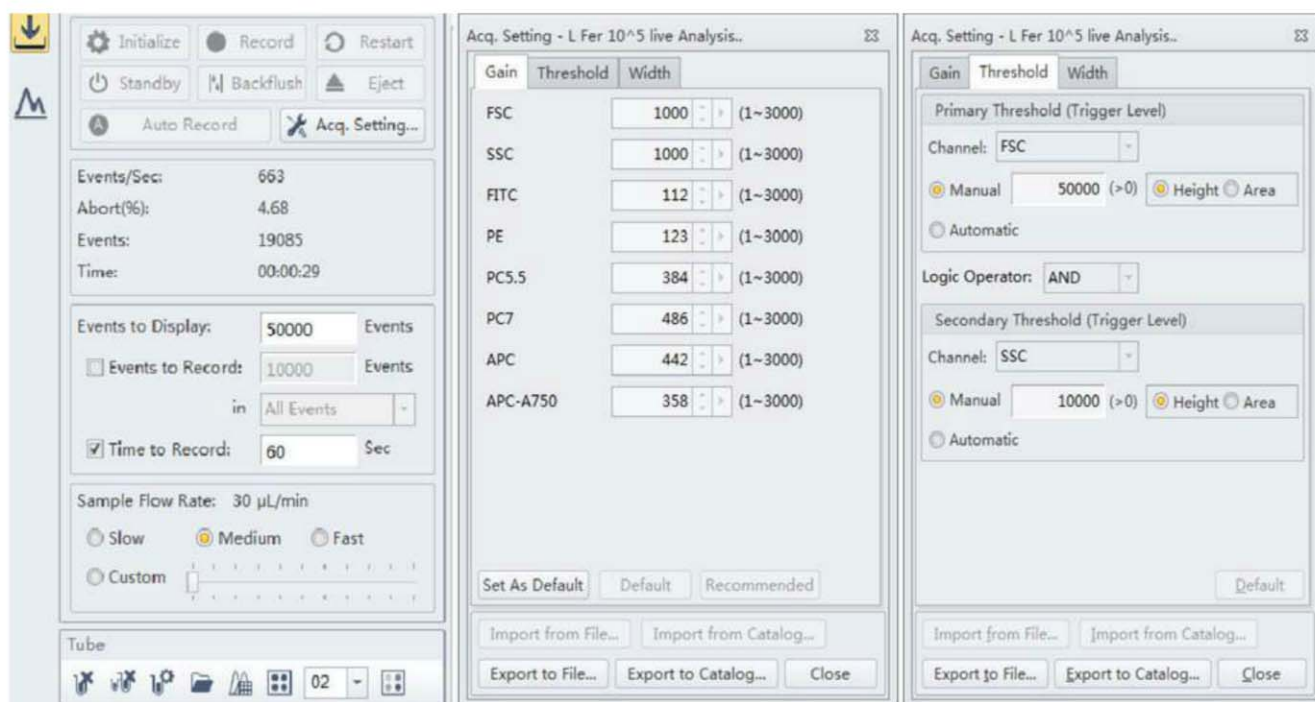 Initialize Record Restart
Standby Backflush Eject
Auto Record Acq. Setting...
Events/Sec: 663
Abort(%): 4.68
Events: 19085
Time: 00:00:29
Events to Display: 50000 Events
Events to Record: 10000 Events
in All Events
Time to Record: 60 Sec
Sample Flow Rate: 30 µL/min
Slow Medium Fast
Custom
Tube
02
Acq. Setting - L Fer 10^5 live Analysis..
Gain Threshold Width
FSC 1000 (1~3000)
SSC 1000 (1~3000)
FITC 112 (1~3000)
PE 123 (1~3000)
PC5.5 384 (1~3000)
PC7 486 (1~3000)
APC 442 (1~3000)
APC-A750 358 (1~3000)
Set As Default Default Recommended
Import from File... Import from Catalog...
Export to File... Export to Catalog... Close
Acq. Setting - L Fer 10^5 live Analysis..
Gain Threshold Width
Primary Threshold (Trigger Level)
Channel: FSC
Manual 50000 (>0) Height Area
Automatic
Logic Operator: AND
Secondary Threshold (Trigger Level)
Channel: SSC
Manual 10000 (>0) Height Area
Automatic
Default
Import from File... Import from Catalog...
Export to File... Export to Catalog... Close